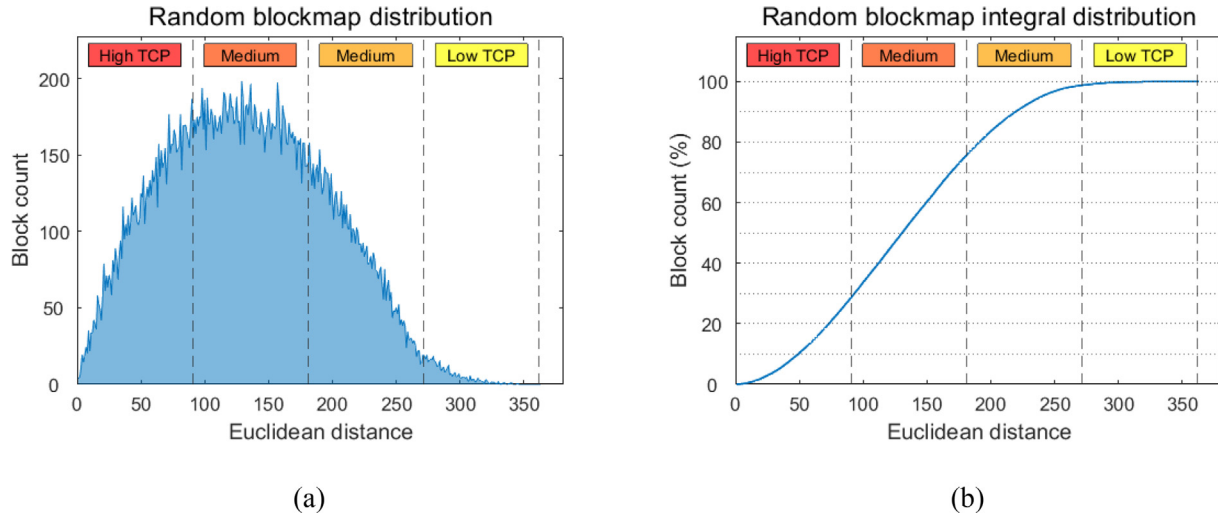 Random blockmap distribution
High TCP
Medium
Medium
Low TCP
200
150
100
50
0
Block count
0 50 100 150 200 250 300 350
Euclidean distance
(a)
Random blockmap integral distribution
High TCP
Medium
Medium
Low TCP
100
80
60
40
20
0
Block count (%)
0 50 100 150 200 250 300 350
Euclidean distance
(b)